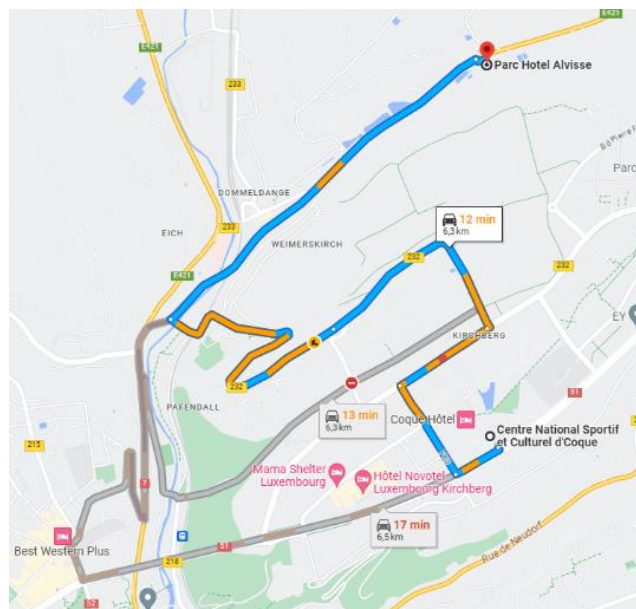 E421
E421
Parc Hotel Alvisse
233
Bd Pierre F
Parc
DOMMELDANGE
12 min
6,3 km
EICH
233
WEIMERSKIRCH
232
232
E421
EY
KIRCHBERG
232
PAFENDALL
51
13 min
6,3 km
Coque Hôtel
Centre National Sportif
et Culturel d'Coque
215
Mama Shelter
Luxembourg
Hôtel Novotel
Luxembourg Kirchberg
7
17 min
6,5 km
Best Western Plus
Rue de Neudorf
51
218
52